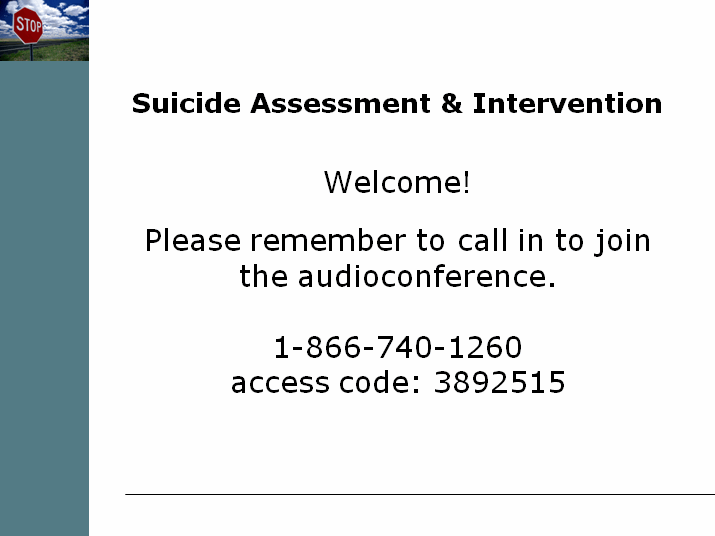 STOP
Suicide Assessment & Intervention
Welcome!
Please remember to call in to join
the audioconference.
1-866-740-1260
access code: 3892515